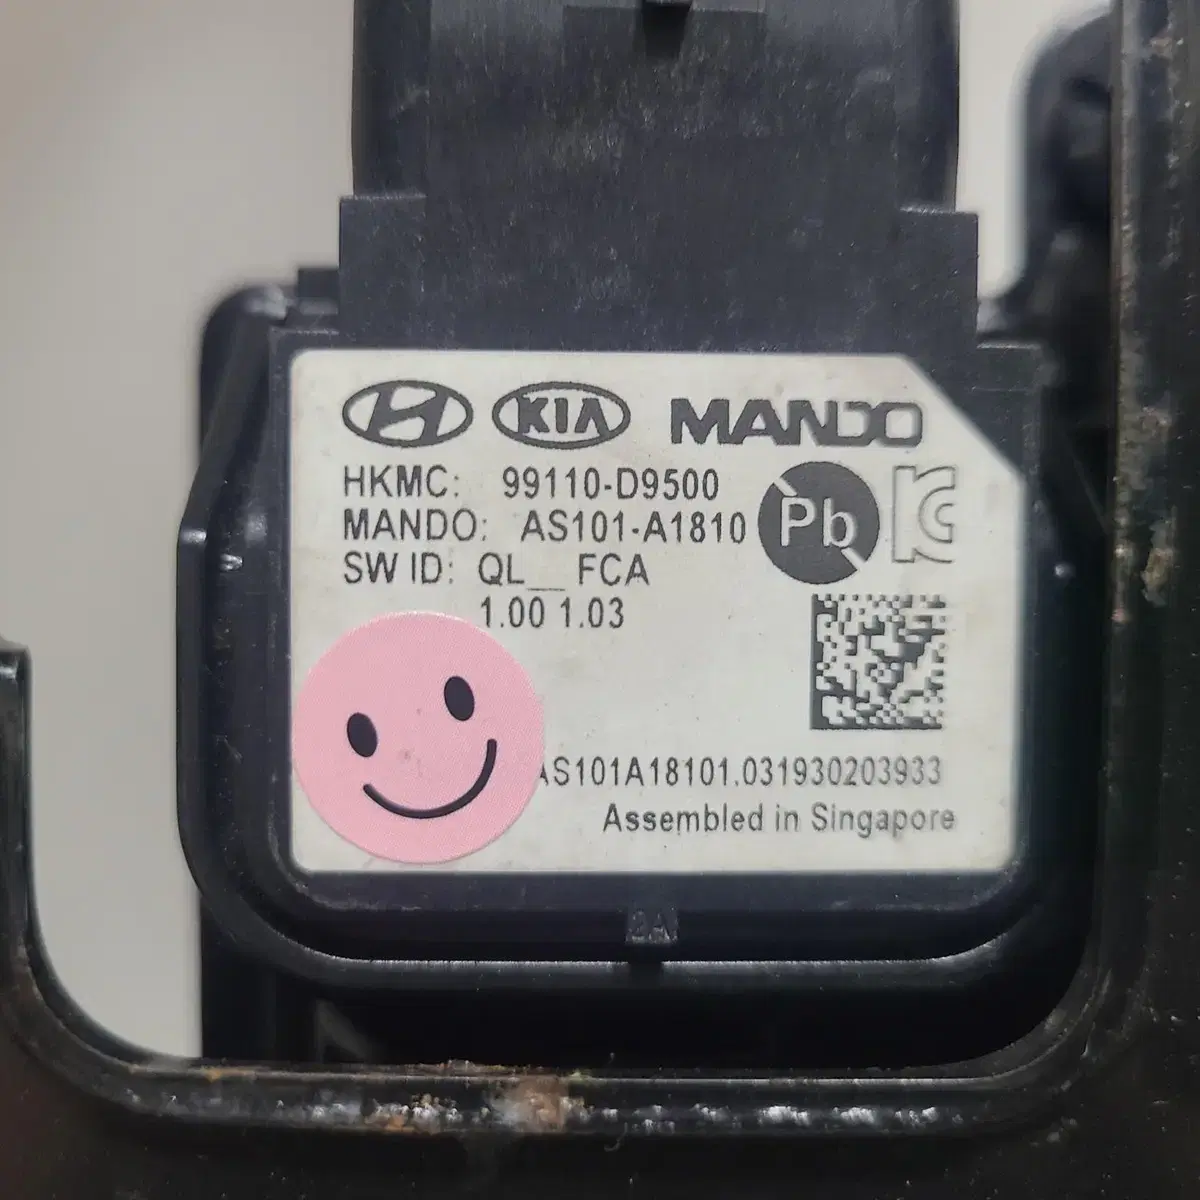 KIA MANDO
HKMC: 99110-D9500
MANDO: AS101-A1810
Pb
SW ID: QL__FCA
1.00 1.03
AS101A18101.031930203933
Assembled in Singapore